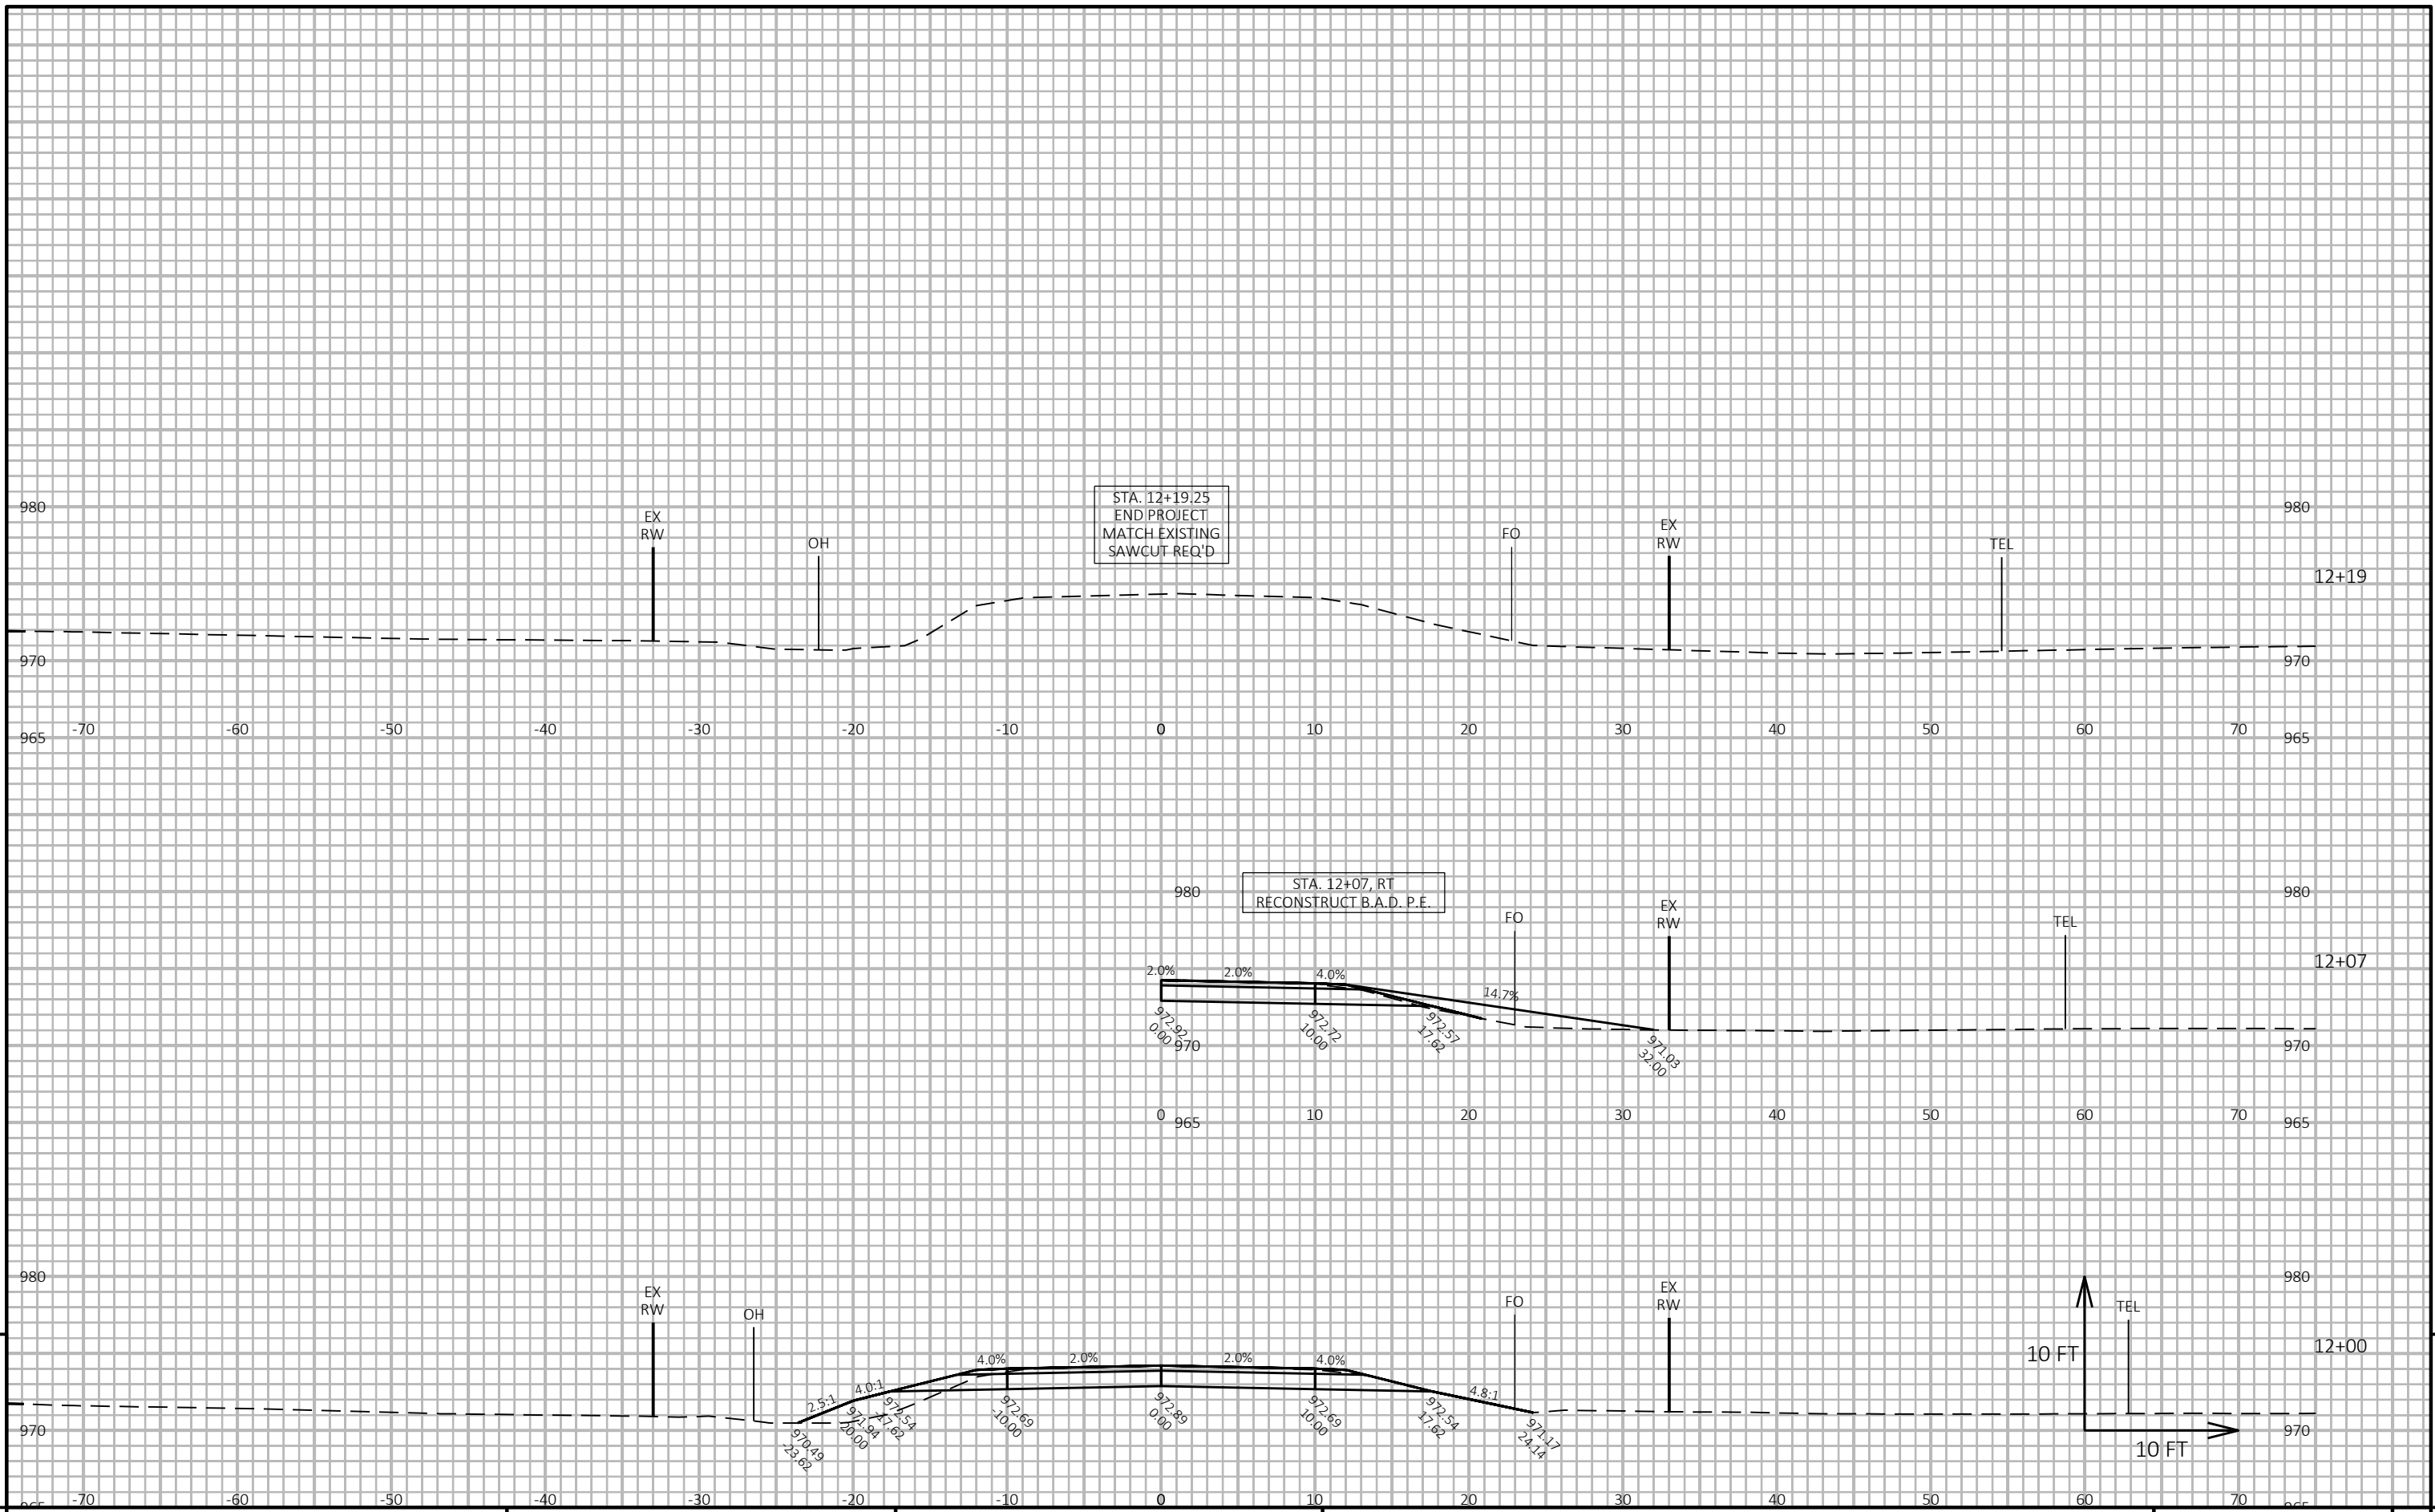 STA. 12+19.25
END PROJECT
MATCH EXISTING
SAWCUT REQ'D
980
980
EX
RW
OH
FO
EX
RW
TEL
12+19
970
970
-70 -60 -50 -40 -30 -20 -10 0 10 20 30 40 50 60 70
965
965
STA. 12+07, RT
RECONSTRUCT B.A.D. P.E.
980
980
FO
EX
RW
TEL
12+07
2.0%
2.0%
4.0%
14.7%
972.92
0.00
972.72
10.00
972.57
17.62
971.03
32.00
970
970
0 10 20 30 40 50 60 70
965
965
980
980
EX
RW
OH
FO
EX
RW
TEL
12+00
10 FT
10 FT
2.5:1
4.0:1
4.0%
2.0%
2.0%
4.0%
4.8:1
970.49
-23.62
971.94
-20.00
972.54
-17.62
972.69
-10.00
972.89
0.00
972.69
10.00
972.54
17.62
971.17
24.14
970
970
-70 -60 -50 -40 -30 -20 -10 0 10 20 30 40 50 60 70
965
965